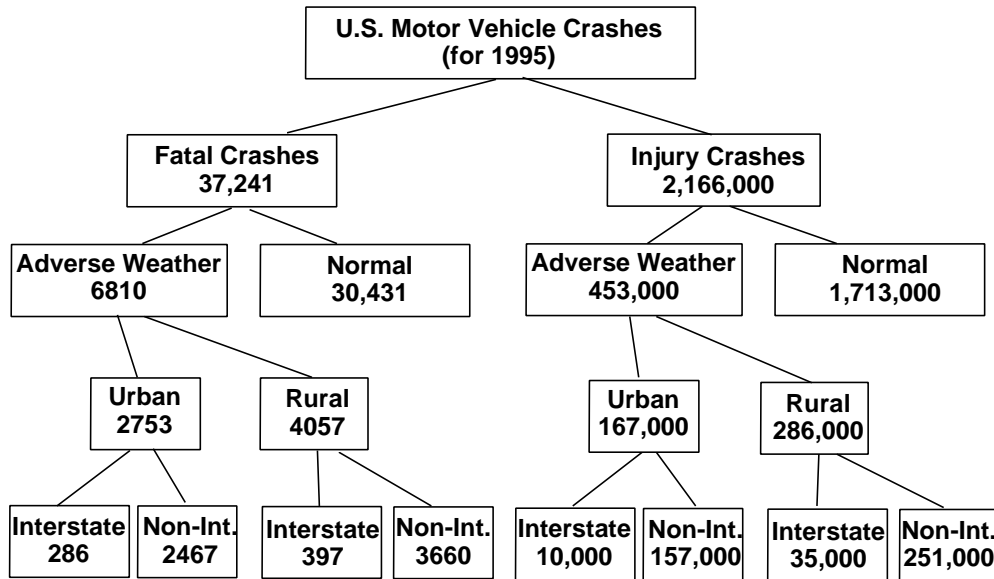 U.S. Motor Vehicle Crashes
(for 1995)
Fatal Crashes
37,241
Injury Crashes
2,166,000
Adverse Weather
6810
Normal
30,431
Adverse Weather
453,000
Normal
1,713,000
Urban
2753
Rural
4057
Urban
167,000
Rural
286,000
Interstate
286
Non-Int.
2467
Interstate
397
Non-Int.
3660
Interstate
10,000
Non-Int.
157,000
Interstate
35,000
Non-Int.
251,000